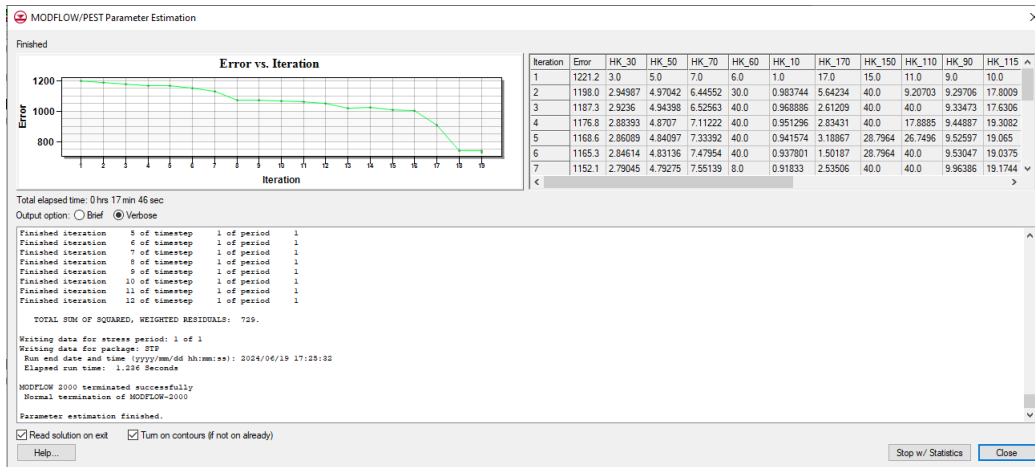 MODFLOW/PEST Parameter Estimation
Finished
Error vs. Iteration
1200
1000
800
Error
1 2 3 4 5 6 7 8 9 10 11 12 13 14 15 16 17 18 19
Iteration
Iteration Error HK_30 HK_50 HK_70 HK_60 HK_10 HK_170 HK_150 HK_110 HK_90 HK_115
1 1221.2 3.0 5.0 7.0 6.0 1.0 17.0 15.0 11.0 9.0 10.0
2 1198.0 2.94987 4.97042 6.44552 30.0 0.983744 5.64234 40.0 9.20703 9.29706 17.8009
3 1187.3 2.9236 4.94398 6.52563 40.0 0.968886 2.61209 40.0 40.0 9.33473 17.6306
4 1176.8 2.88393 4.8707 7.11222 40.0 0.951296 2.83431 40.0 17.8885 9.44887 19.3082
5 1168.6 2.86089 4.84097 7.33392 40.0 0.941574 3.18867 28.7964 26.7496 9.52597 19.065
6 1165.3 2.84614 4.83136 7.47954 40.0 0.937801 1.50187 28.7964 40.0 9.53047 19.0375
7 1152.1 2.79045 4.79275 7.55139 8.0 0.91833 2.53506 40.0 40.0 9.96386 19.1744
Total elapsed time: 0 hrs 17 min 46 sec
Output option: Brief Verbose
Finished iteration 5 of timestep 1 of period 1
Finished iteration 6 of timestep 1 of period 1
Finished iteration 7 of timestep 1 of period 1
Finished iteration 8 of timestep 1 of period 1
Finished iteration 9 of timestep 1 of period 1
Finished iteration 10 of timestep 1 of period 1
Finished iteration 11 of timestep 1 of period 1
Finished iteration 12 of timestep 1 of period 1
TOTAL SUM OF SQUARED, WEIGHTED RESIDUALS: 729.
Writing data for stress period: 1 of 1
Writing data for package: STP
Run end date and time (yyyy/mm/dd hh:mm:ss): 2024/06/19 17:25:32
Elapsed run time: 1.236 Seconds
MODFLOW 2000 terminated successfully
Normal termination of MODFLOW-2000
Parameter estimation finished.
Read solution on exit Turn on contours (if not on already)
Help... Stop w/ Statistics Close